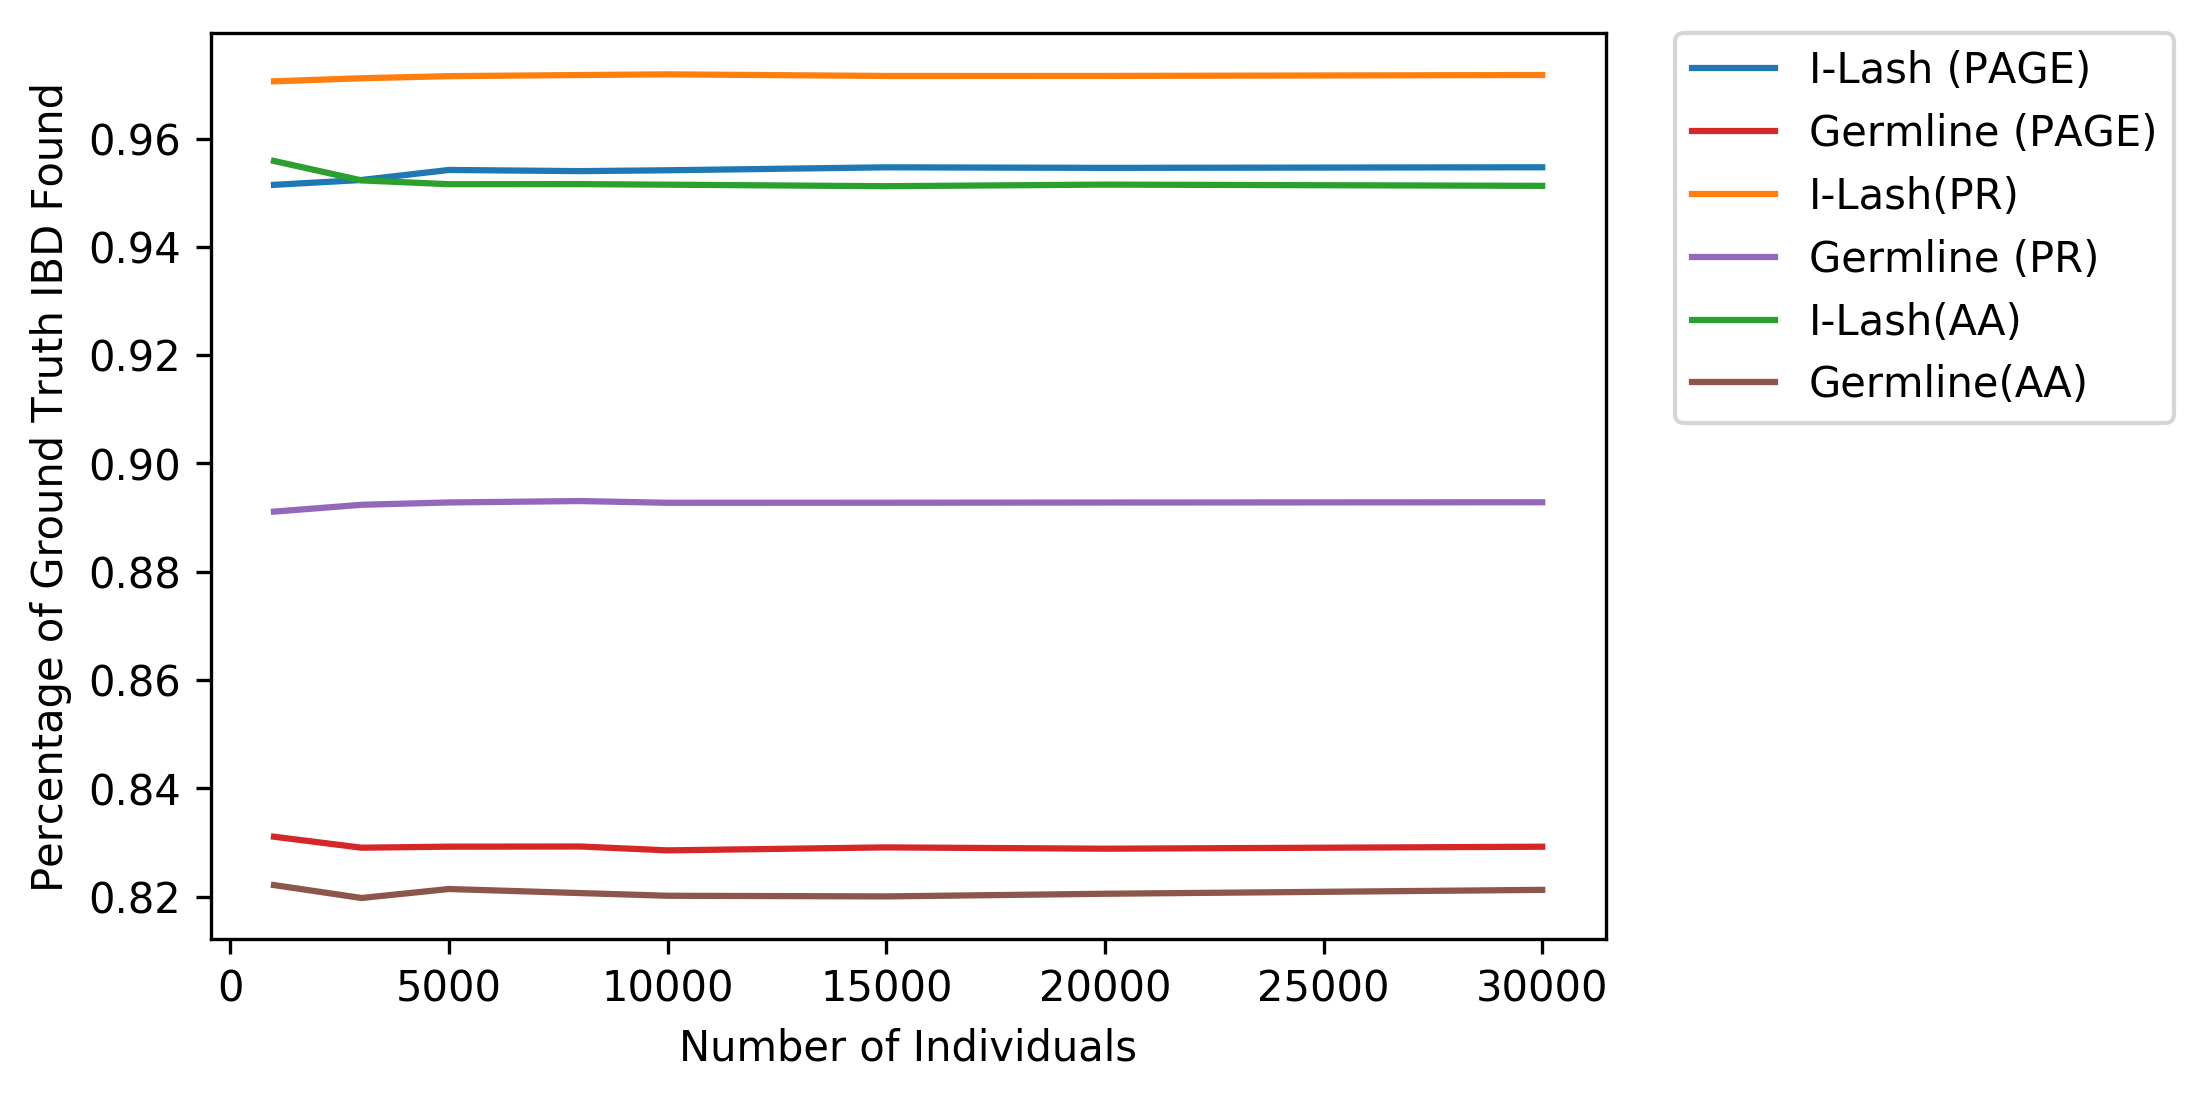 Percentage of Ground Truth IBD Found
0.96
0.94
0.92
0.90
0.88
0.86
0.84
0.82
0 5000 10000 15000 20000 25000 30000
Number of Individuals
I-Lash (PAGE)
Germline (PAGE)
I-Lash(PR)
Germline (PR)
I-Lash(AA)
Germline(AA)